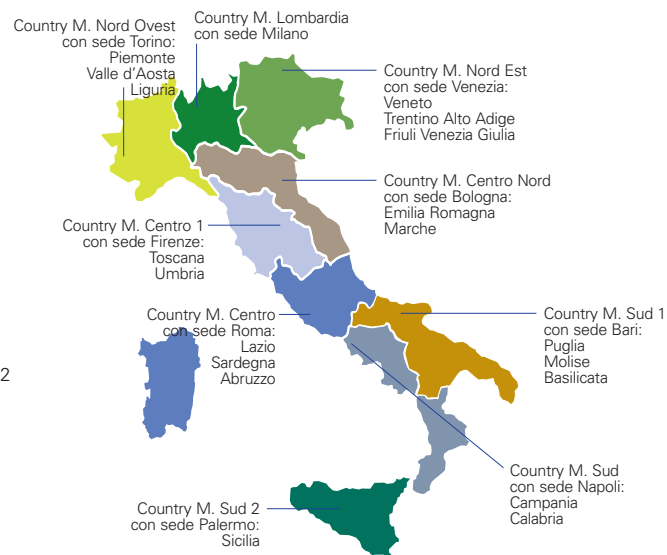 Country M. Nord Ovest
con sede Torino:
Piemonte
Valle d'Aosta
Liguria
Country M. Lombardia
con sede Milano
Country M. Nord Est
con sede Venezia:
Veneto
Trentino Alto Adige
Friuli Venezia Giulia
Country M. Centro Nord
con sede Bologna:
Emilia Romagna
Marche
Country M. Centro 1
con sede Firenze:
Toscana
Umbria
Country M. Centro
con sede Roma:
Lazio
Sardegna
Abruzzo
Country M. Sud 1
con sede Bari:
Puglia
Molise
Basilicata
2
Country M. Sud
con sede Napoli:
Campania
Calabria
Country M. Sud 2
con sede Palermo:
Sicilia